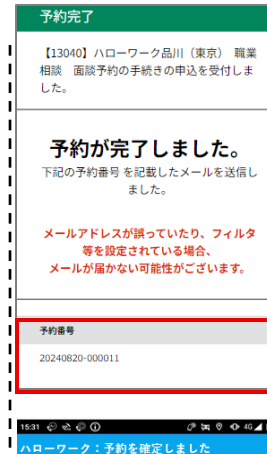 予約完了
【13040】ハローワーク品川（東京） 職業
相談　面談予約の手続きの申込を受付しま
した。
予約が完了しました。
下記の予約番号 を記載したメールを送信し
ました。
メールアドレスが誤っていたり、フィルタ
等を設定されている場合、
メールが届かない可能性がございます。
予約番号
20240820-000011
15:31 4G
ハローワーク：予約を確定しました